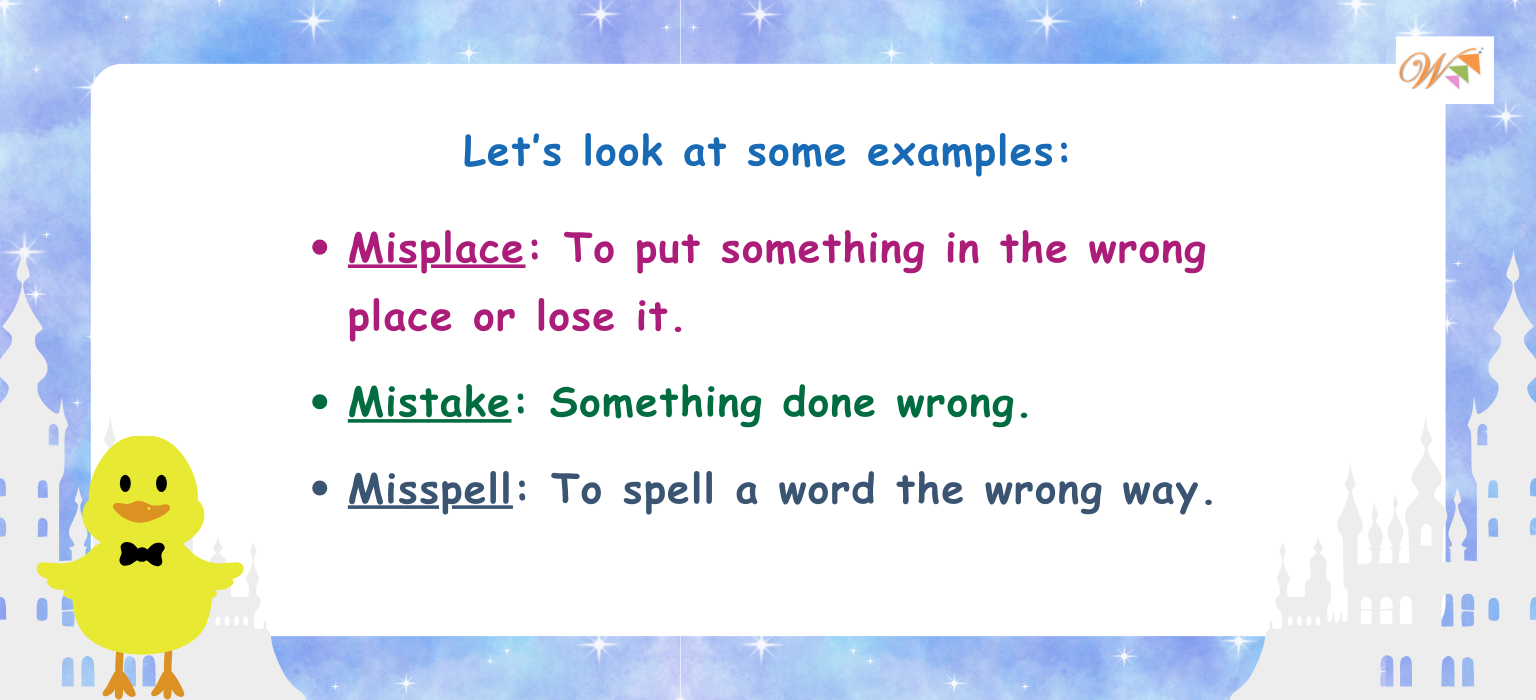 W
Let’s look at some examples:
• Misplace: To put something in the wrong
place or lose it.
• Mistake: Something done wrong.
• Misspell: To spell a word the wrong way.